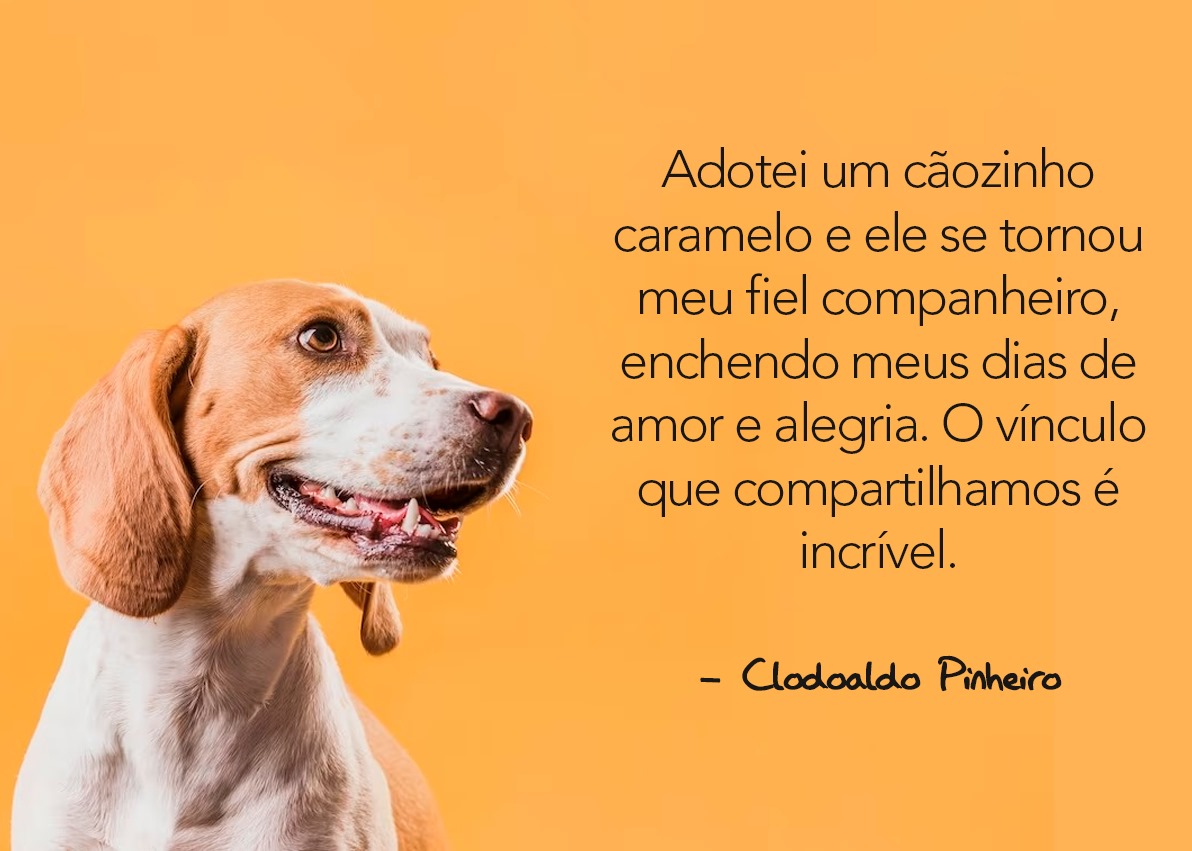 Adotei um cãozinho
caramelo e ele se tornou
meu fiel companheiro,
enchendo meus dias de
amor e alegria. O vínculo
que compartilhamos é
incrível.
– Clodoaldo Pinheiro